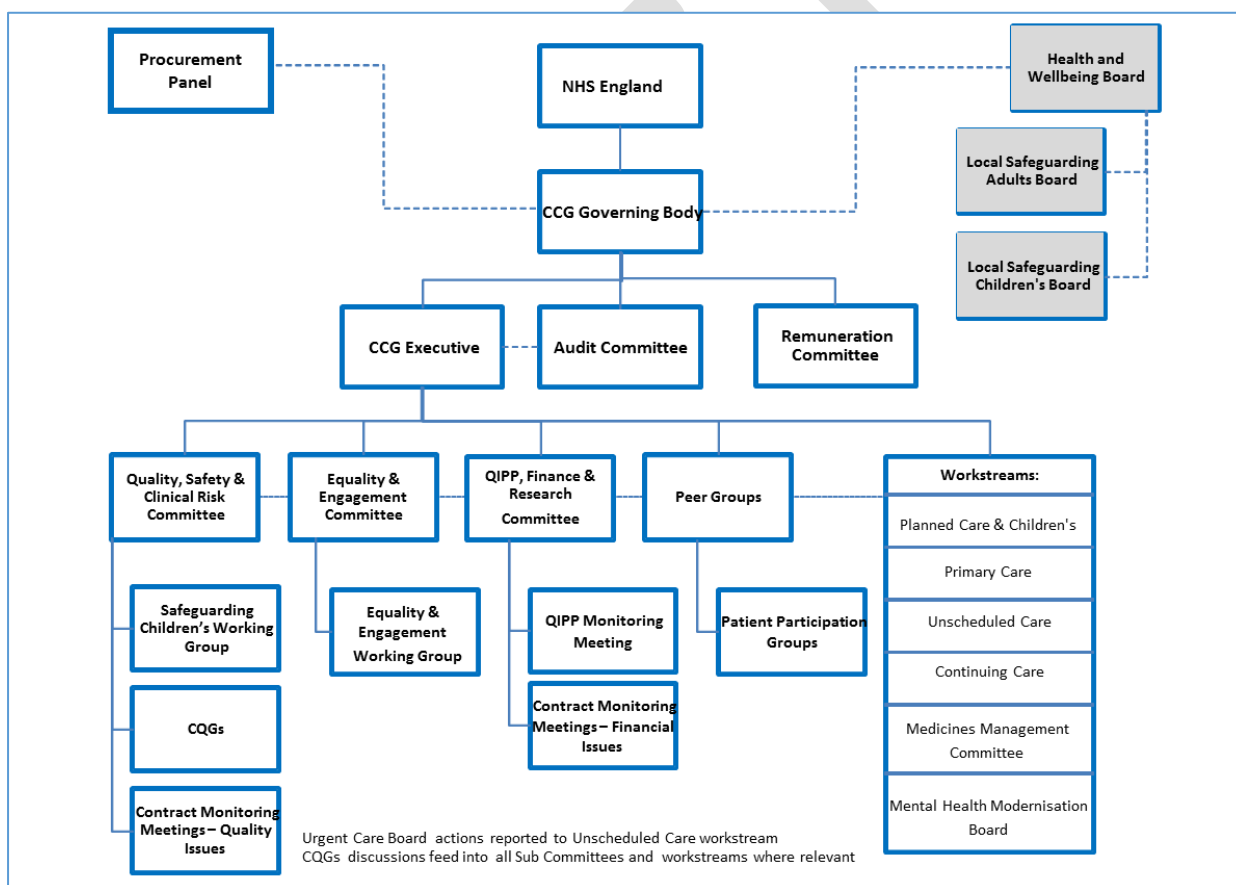 Procurement
Panel
NHS England
Health and
Wellbeing Board
Local Safeguarding
Adults Board
CCG Governing Body
Local Safeguarding
Children's Board
CCG Executive
Audit Committee
Remuneration
Committee
Quality, Safety &
Clinical Risk
Committee
Equality &
Engagement
Committee
QIPP, Finance &
Research
Committee
Peer Groups
Workstreams:
Planned Care & Children's
Primary Care
Unscheduled Care
Continuing Care
Medicines Management
Committee
Mental Health Modernisation
Board
Safeguarding
Children’s Working
Group
CQGs
Contract Monitoring
Meetings – Quality
Issues
Equality &
Engagement
Working Group
QIPP Monitoring
Meeting
Contract Monitoring
Meetings – Financial
Issues
Patient Participation
Groups
Urgent Care Board actions reported to Unscheduled Care workstream
CQGs discussions feed into all Sub Committees and workstreams where relevant